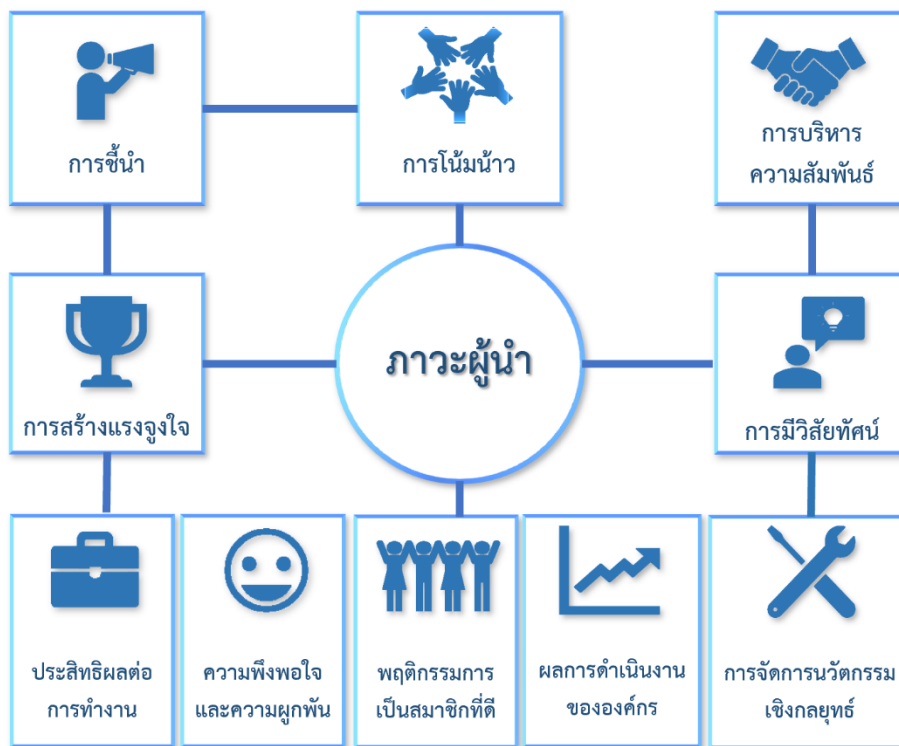 การชี้นำ
การโน้มน้าว
การบริหาร
ความสัมพันธ์
ภาวะผู้นำ
การสร้างแรงจูงใจ
การมีวิสัยทัศน์
ประสิทธิผลต่อ
การทำงาน
ความพึงพอใจ
และความผูกพัน
พฤติกรรมการ
เป็นสมาชิกที่ดี
ผลการดำเนินงาน
ขององค์กร
การจัดการนวัตกรรม
เชิงกลยุทธ์